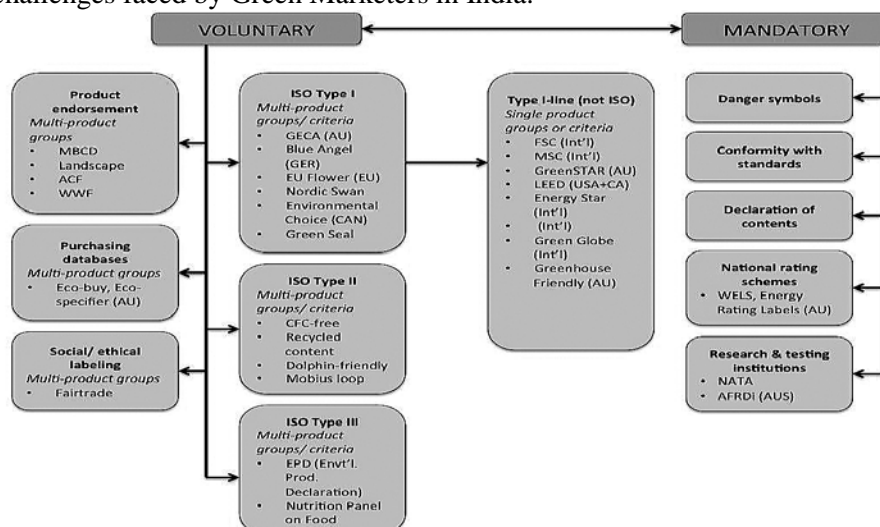 challenges faced by Green Marketers in India.
VOLUNTARY
MANDATORY
Product
endorsement
Multi-product
groups
• MBCD
• Landscape
• ACF
• WWF
Purchasing
databases
Multi-product groups
• Eco-buy, Eco-
specifier (AU)
Social/ ethical
labeling
Multi-product groups
• Fairtrade
ISO Type I
Multi-product
groups/ criteria
• GECA (AU)
• Blue Angel
(GER)
• EU Flower (EU)
• Nordic Swan
• Environmental
Choice (CAN)
• Green Seal
ISO Type II
Multi-product
groups/ criteria
• CFC-free
• Recycled
content
• Dolphin-friendly
• Mobius loop
ISO Type III
Multi-product
groups/ criteria
• EPD (Envt'l.
Prod.
Declaration)
• Nutrition Panel
on Food
Type I-line (not ISO)
Single product
groups or criteria
• FSC (Int'l)
• MSC (Int'l)
• GreenSTAR (AU)
• LEED (USA+CA)
• Energy Star
(Int'l)
• (Int'l)
• Green Globe
(Int'l)
• Greenhouse
Friendly (AU)
Danger symbols
Conformity with
standards
Declaration of
contents
National rating
schemes
• WELS, Energy
Rating Labels (AU)
Research & testing
institutions
• NATA
• AFRDI (AUS)